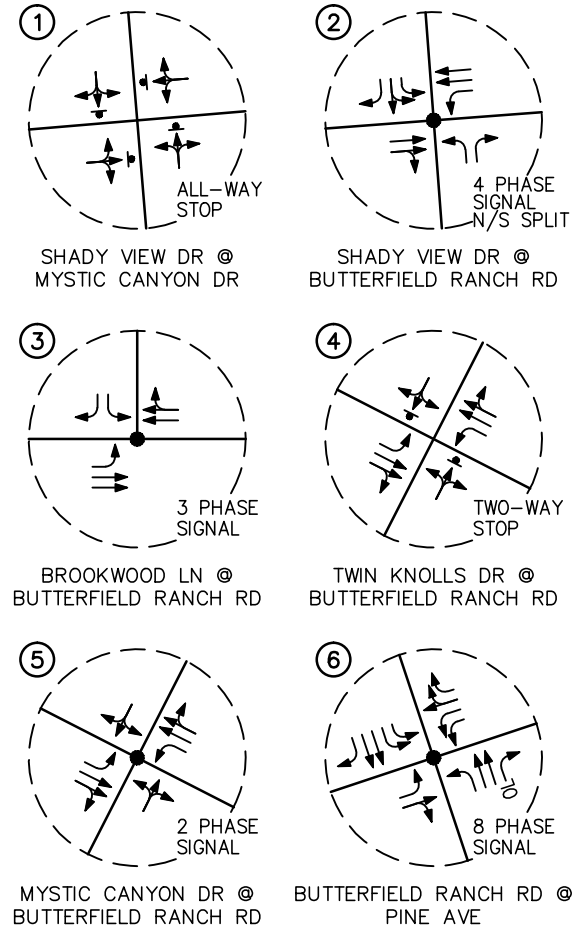 1
ALL-WAY
STOP
SHADY VIEW DR @
MYSTIC CANYON DR
2
4 PHASE
SIGNAL
N/S SPLIT
SHADY VIEW DR @
BUTTERFIELD RANCH RD
3
3 PHASE
SIGNAL
BROOKWOOD LN @
BUTTERFIELD RANCH RD
4
TWO-WAY
STOP
TWIN KNOLLS DR @
BUTTERFIELD RANCH RD
5
2 PHASE
SIGNAL
MYSTIC CANYON DR @
BUTTERFIELD RANCH RD
6
OL
8 PHASE
SIGNAL
BUTTERFIELD RANCH RD @
PINE AVE